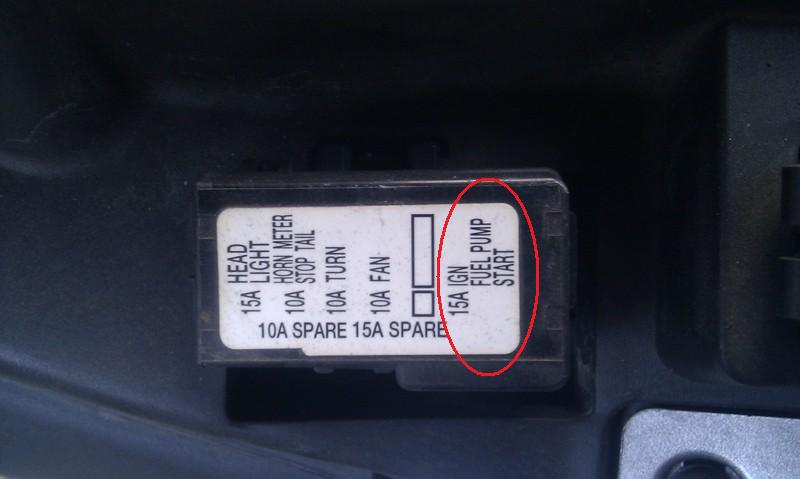 15A HEAD
LIGHT
10A HORN METER
STOP TAIL
10A TURN
10A FAN
15A IGN
FUEL PUMP
START
10A SPARE 15A SPARE